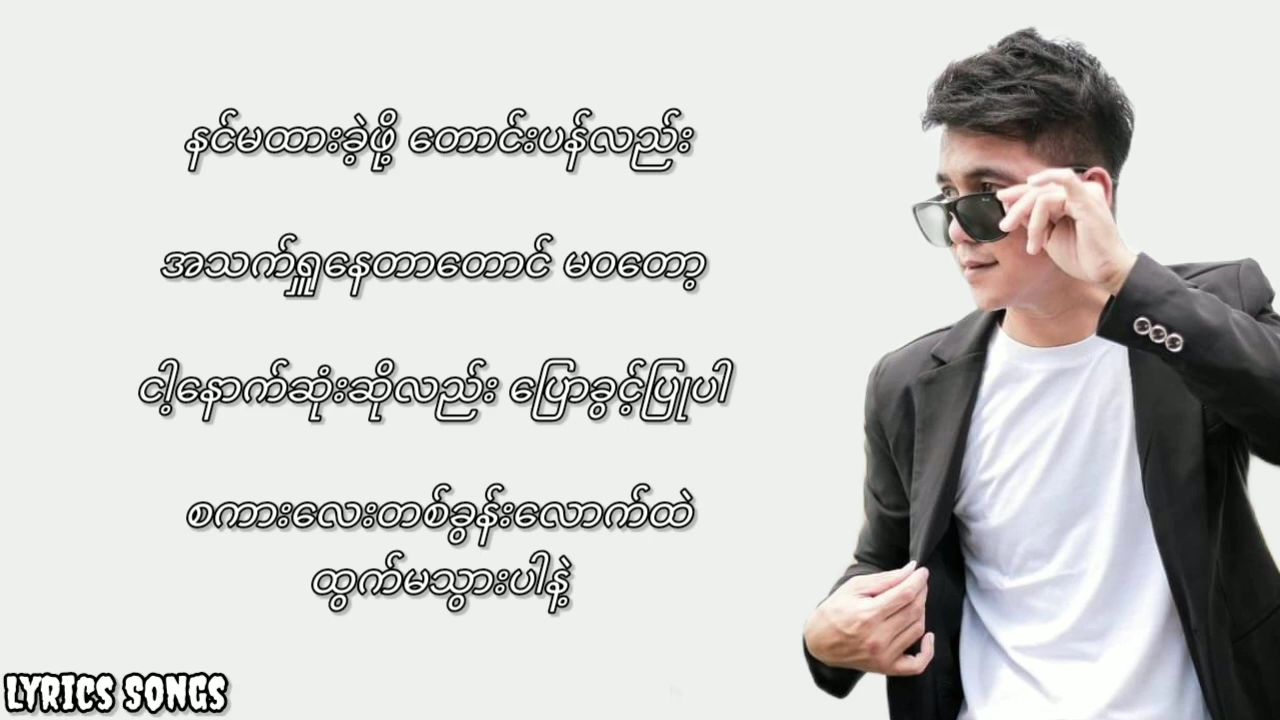 နင်မထားခဲ့ဖို့ တောင်းပန်လည်း
အသက်ရှူနေတာတောင် မဝတော့
ငါ့နောက်ဆုံးဆိုလည်း ပြောခွင့်ပြုပါ
စကားလေးတစ်ခွန်းလောက်ထဲ
ထွက်မသွားပါနဲ့
LYRICS SONGS